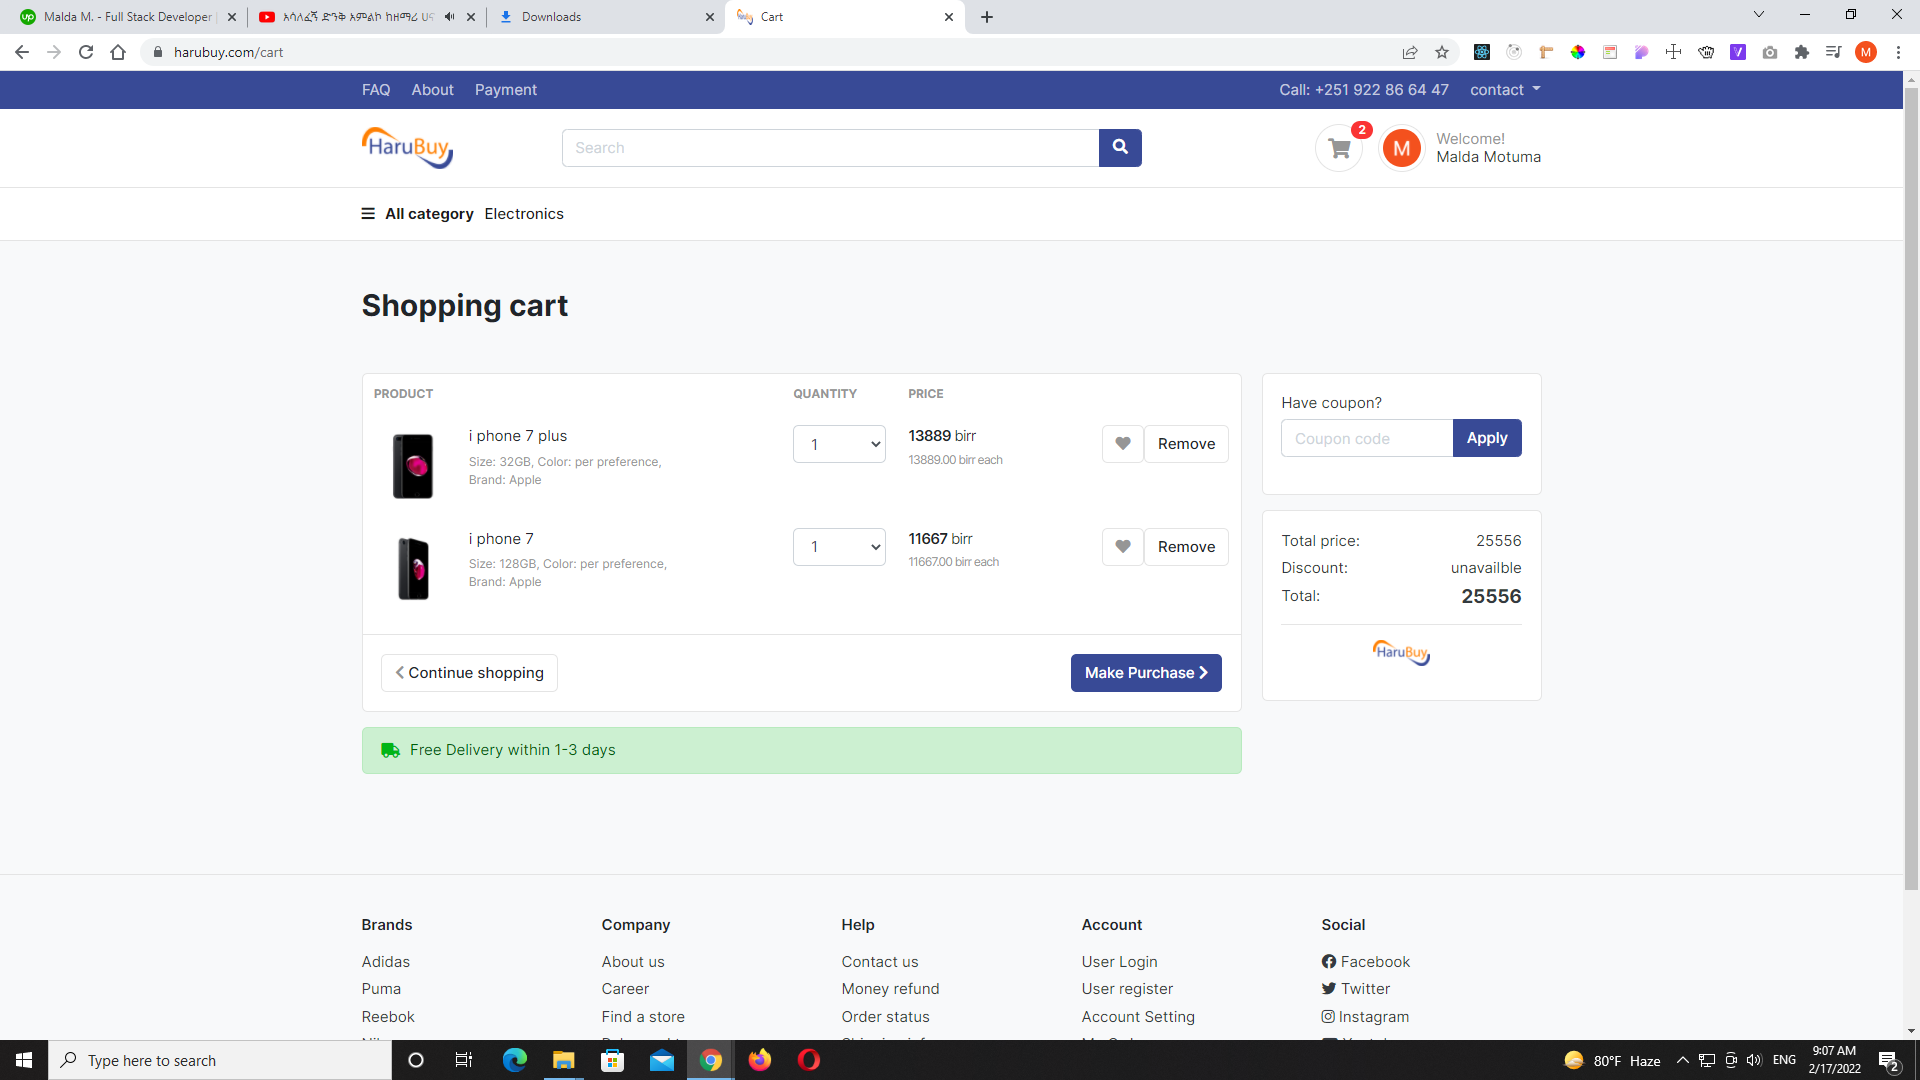 Malda M. - Full Stack Developer
አሳለፈኝ ድንቅ አምልኮ ከዘማሪ
Downloads
Cart
harubuy.com/cart
M
FAQ
About
Payment
Call: +251 922 86 64 47
contact
HaruBuy
Search
2
M
Welcome!
Malda Motuma
All category
Electronics
Shopping cart
PRODUCT
QUANTITY
PRICE
i phone 7 plus
Size: 32GB, Color: per preference,
Brand: Apple
1
13889 birr
13889.00 birr each
Remove
i phone 7
Size: 128GB, Color: per preference,
Brand: Apple
1
11667 birr
11667.00 birr each
Remove
Continue shopping
Make Purchase
Free Delivery within 1-3 days
Have coupon?
Coupon code
Apply
Total price:
25556
Discount:
unavailble
Total:
25556
HaruBuy
Brands
Adidas
Puma
Reebok
Company
About us
Career
Find a store
Help
Contact us
Money refund
Order status
Account
User Login
User register
Account Setting
Social
Facebook
Twitter
Instagram
Type here to search
80°F Haze
ENG
9:07 AM
2/17/2022
2